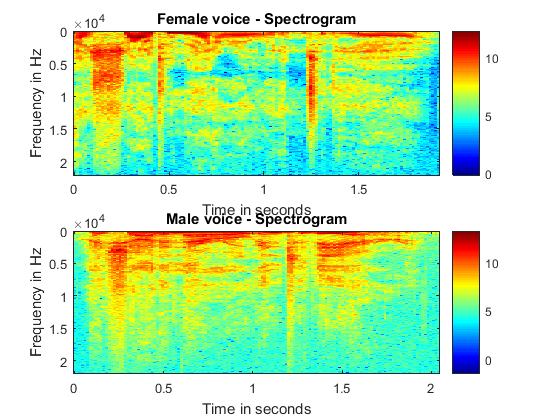 Female voice - Spectrogram
×10⁴
0
0.5
1
1.5
2
Frequency in Hz
0 0.5 1 1.5
Time in seconds
10
5
0
Male voice - Spectrogram
×10⁴
0
0.5
1
1.5
2
Frequency in Hz
0 0.5 1 1.5 2
Time in seconds
10
5
0